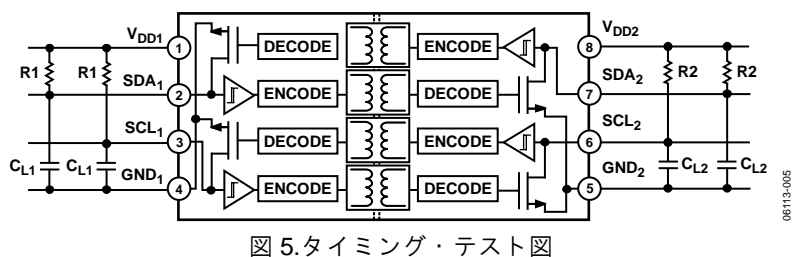 VDD1 1 DECODE ENCODE 8 VDD2
R1 R1 SDA1 2 ENCODE DECODE 7 SDA2 R2 R2
SCL1 3 DECODE ENCODE 6 SCL2
CL1 CL1 GND1 4 ENCODE DECODE 5 GND2 CL2 CL2
06113-005
図 5.タイミング・テスト図